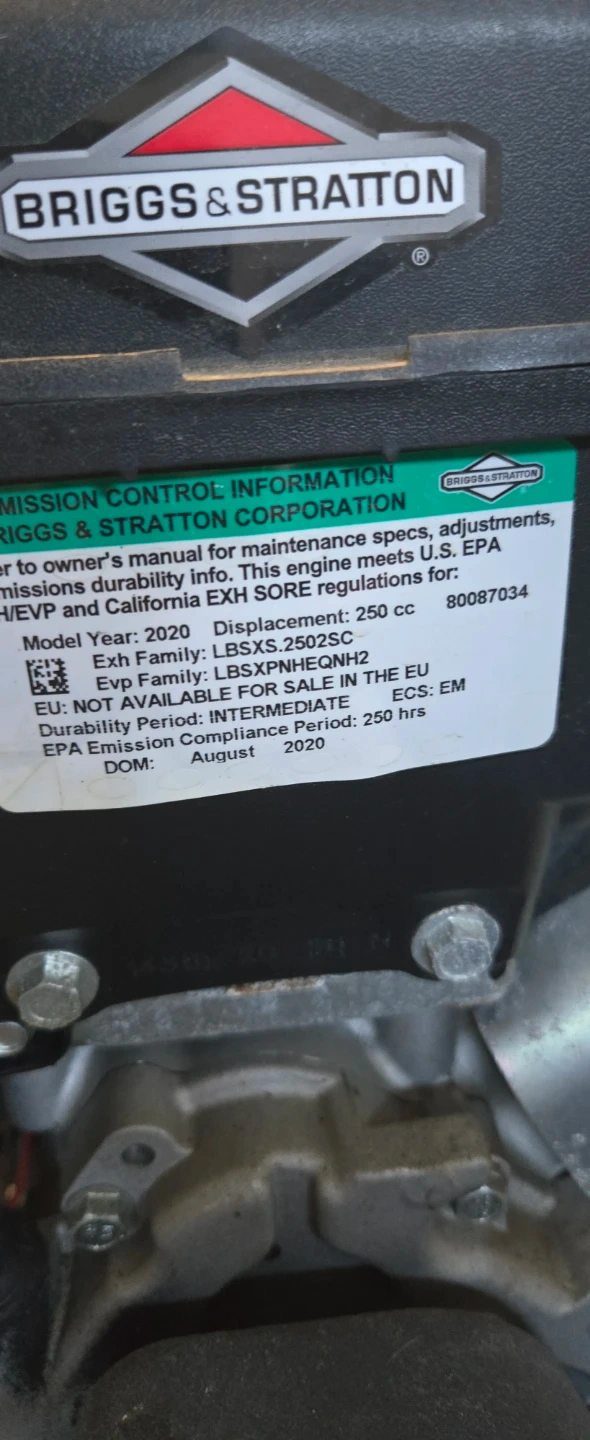 BRIGGS & STRATTON
®
MISSION CONTROL INFORMATION
BRIGGS & STRATTON
RIGGS & STRATTON CORPORATION
er to owner's manual for maintenance specs, adjustments,
missions durability info. This engine meets U.S. EPA
H/EVP and California EXH SORE regulations for:
Model Year: 2020 Displacement: 250 cc 80087034
Exh Family: LBSXS.2502SC
Evp Family: LBSXPNHEQNH2
EU: NOT AVAILABLE FOR SALE IN THE EU
Durability Period: INTERMEDIATE ECS: EM
EPA Emission Compliance Period: 250 hrs
DOM: August 2020